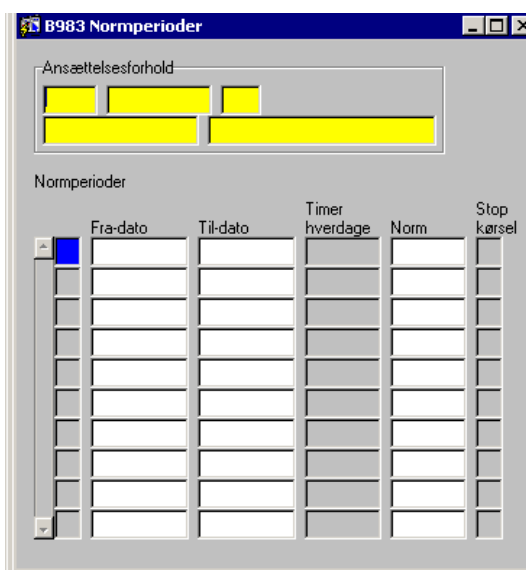 B983 Normperioder
Ansættelsesforhold
Normperioder
Fra-dato Til-dato Timer hverdage Norm Stop kørsel